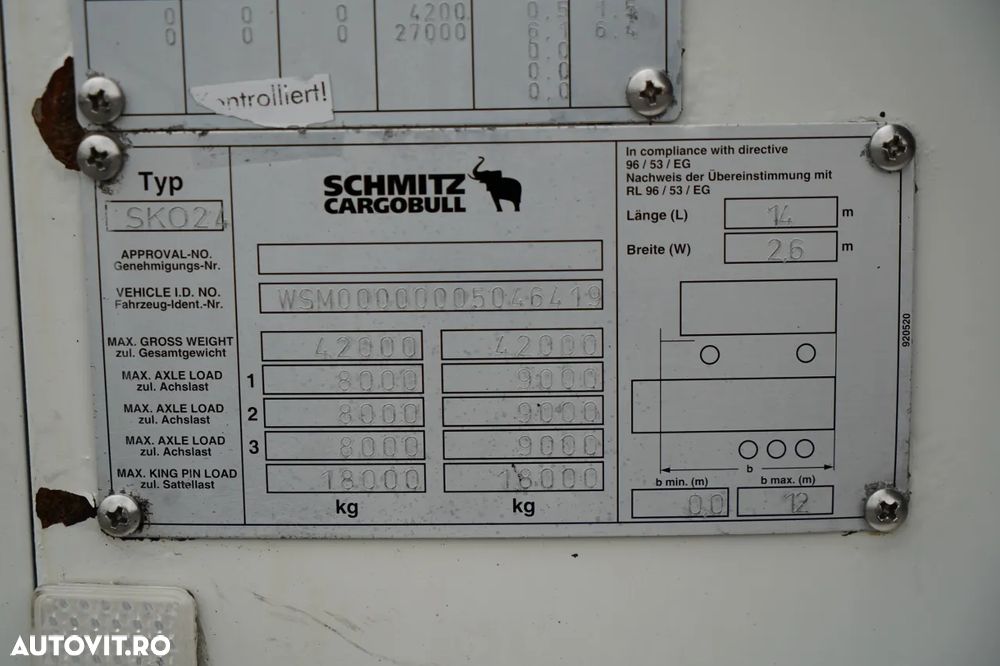 0 0 0 4200 0.5
0 0 0 27000 6.1
0.0
0.0
0.0
ontrolliert!
Typ
SKO24
SCHMITZ
CARGOBULL
APPROVAL-NO.
Genehmigungs-Nr.
VEHICLE I.D. NO.
Fahrzeug-Ident.-Nr.
WSM00000005046419
MAX. GROSS WEIGHT
zul. Gesamtgewicht
42000 42000
MAX. AXLE LOAD
zul. Achslast
1 8000 9000
MAX. AXLE LOAD
zul. Achslast
2 8000 9000
MAX. AXLE LOAD
zul. Achslast
3 8000 9000
MAX. KING PIN LOAD
zul. Sattellast
18000 18000
kg kg
In compliance with directive
96 / 53 / EG
Nachweis der Übereinstimmung mit
RL 96 / 53 / EG
Länge (L) 14 m
Breite (W) 2,6 m
b
b min. (m) b max. (m)
0,0 12
920520
AUTOVIT.RO